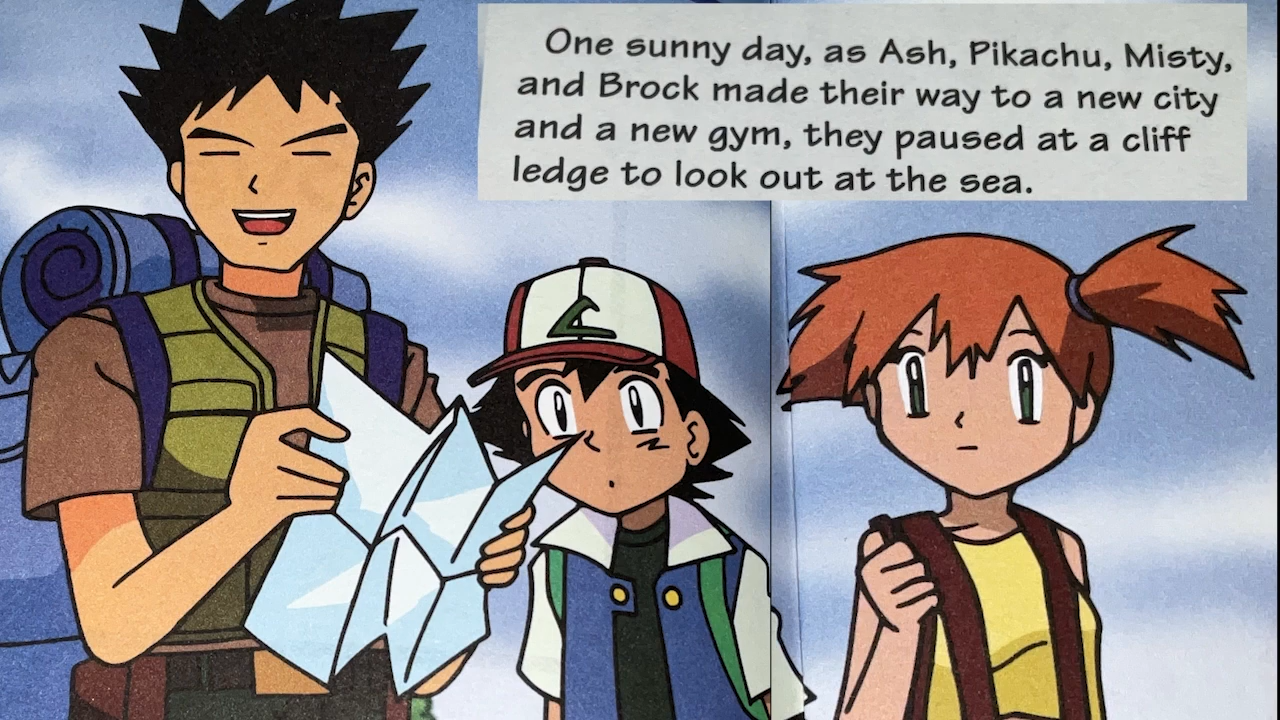 One sunny day, as Ash, Pikachu, Misty,
and Brock made their way to a new city
and a new gym, they paused at a cliff
ledge to look out at the sea.